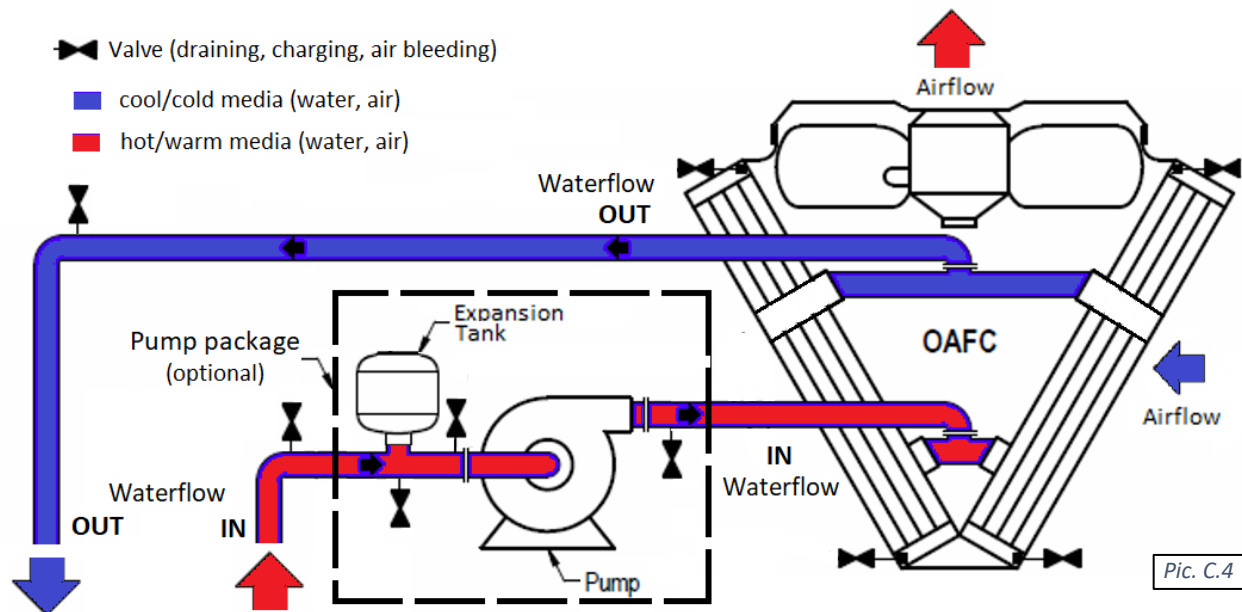 Valve (draining, charging, air bleeding)
cool/cold media (water, air)
hot/warm media (water, air)
Airflow
Waterflow
OUT
Expansion
Tank
Pump package
(optional)
OAFC
Airflow
IN
Waterflow
Waterflow
OUT
IN
Pump
Pic. C.4